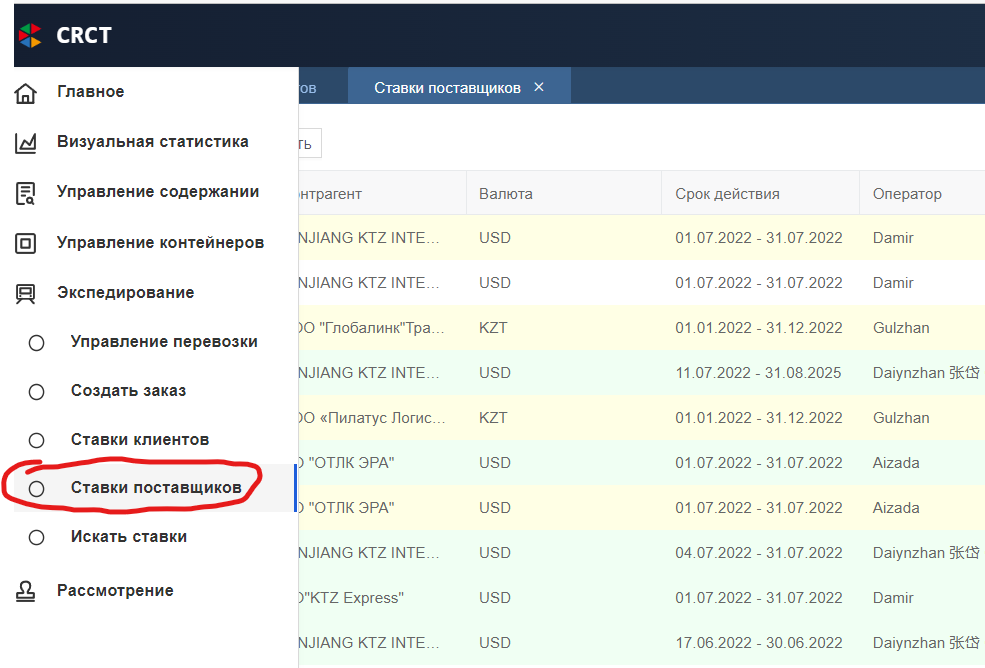 CRCT
Главное
Визуальная статистика
Управление содержании
Управление контейнеров
Экспедирование
Управление перевозки
Создать заказ
Ставки клиентов
Ставки поставщиков
Искать ставки
Рассмотрение
ов Ставки поставщиков ×
ть
нтрагент Валюта Срок действия Оператор
NJIANG KTZ INTE... USD 01.07.2022 - 31.07.2022 Damir
NJIANG KTZ INTE... USD 01.07.2022 - 31.07.2022 Damir
ОО "Глобалинк"Тра... KZT 01.01.2022 - 31.12.2022 Gulzhan
NJIANG KTZ INTE... USD 11.07.2022 - 31.08.2025 Daiynzhan 张岱
ОО «Пилатус Логис... KZT 01.01.2022 - 31.12.2022 Gulzhan
О "ОТЛК ЭРА" USD 01.07.2022 - 31.07.2022 Aizada
О "ОТЛК ЭРА" USD 01.07.2022 - 31.07.2022 Aizada
NJIANG KTZ INTE... USD 04.07.2022 - 31.07.2022 Daiynzhan 张岱
О"KTZ Express" USD 01.07.2022 - 31.07.2022 Damir
NJIANG KTZ INTE... USD 17.06.2022 - 30.06.2022 Daiynzhan 张岱